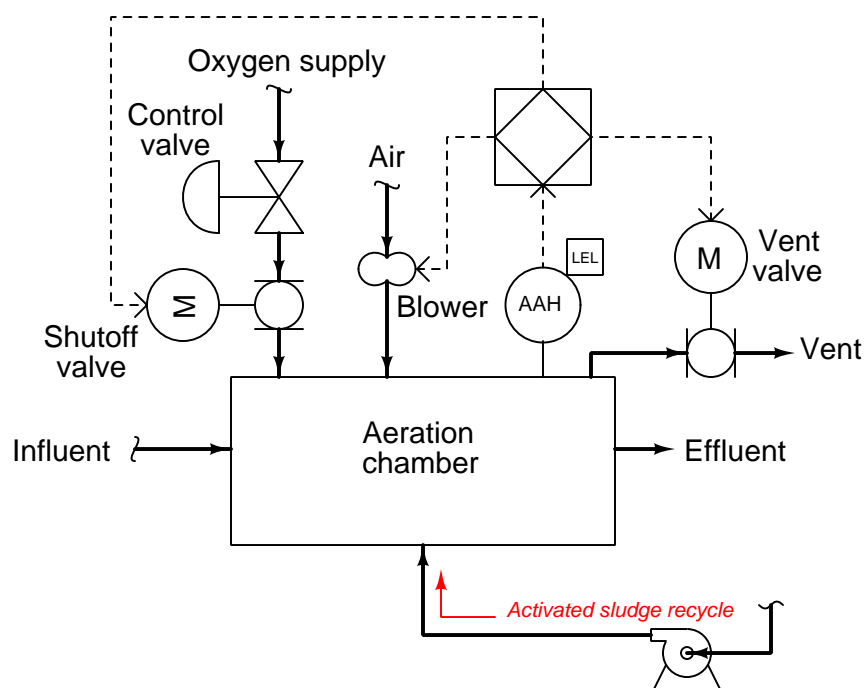 Oxygen supply
Control
valve
Air
LEL
AAH
Blower
M
Vent
valve
M
Shutoff
valve
Vent
Influent
Aeration
chamber
Effluent
Activated sludge recycle